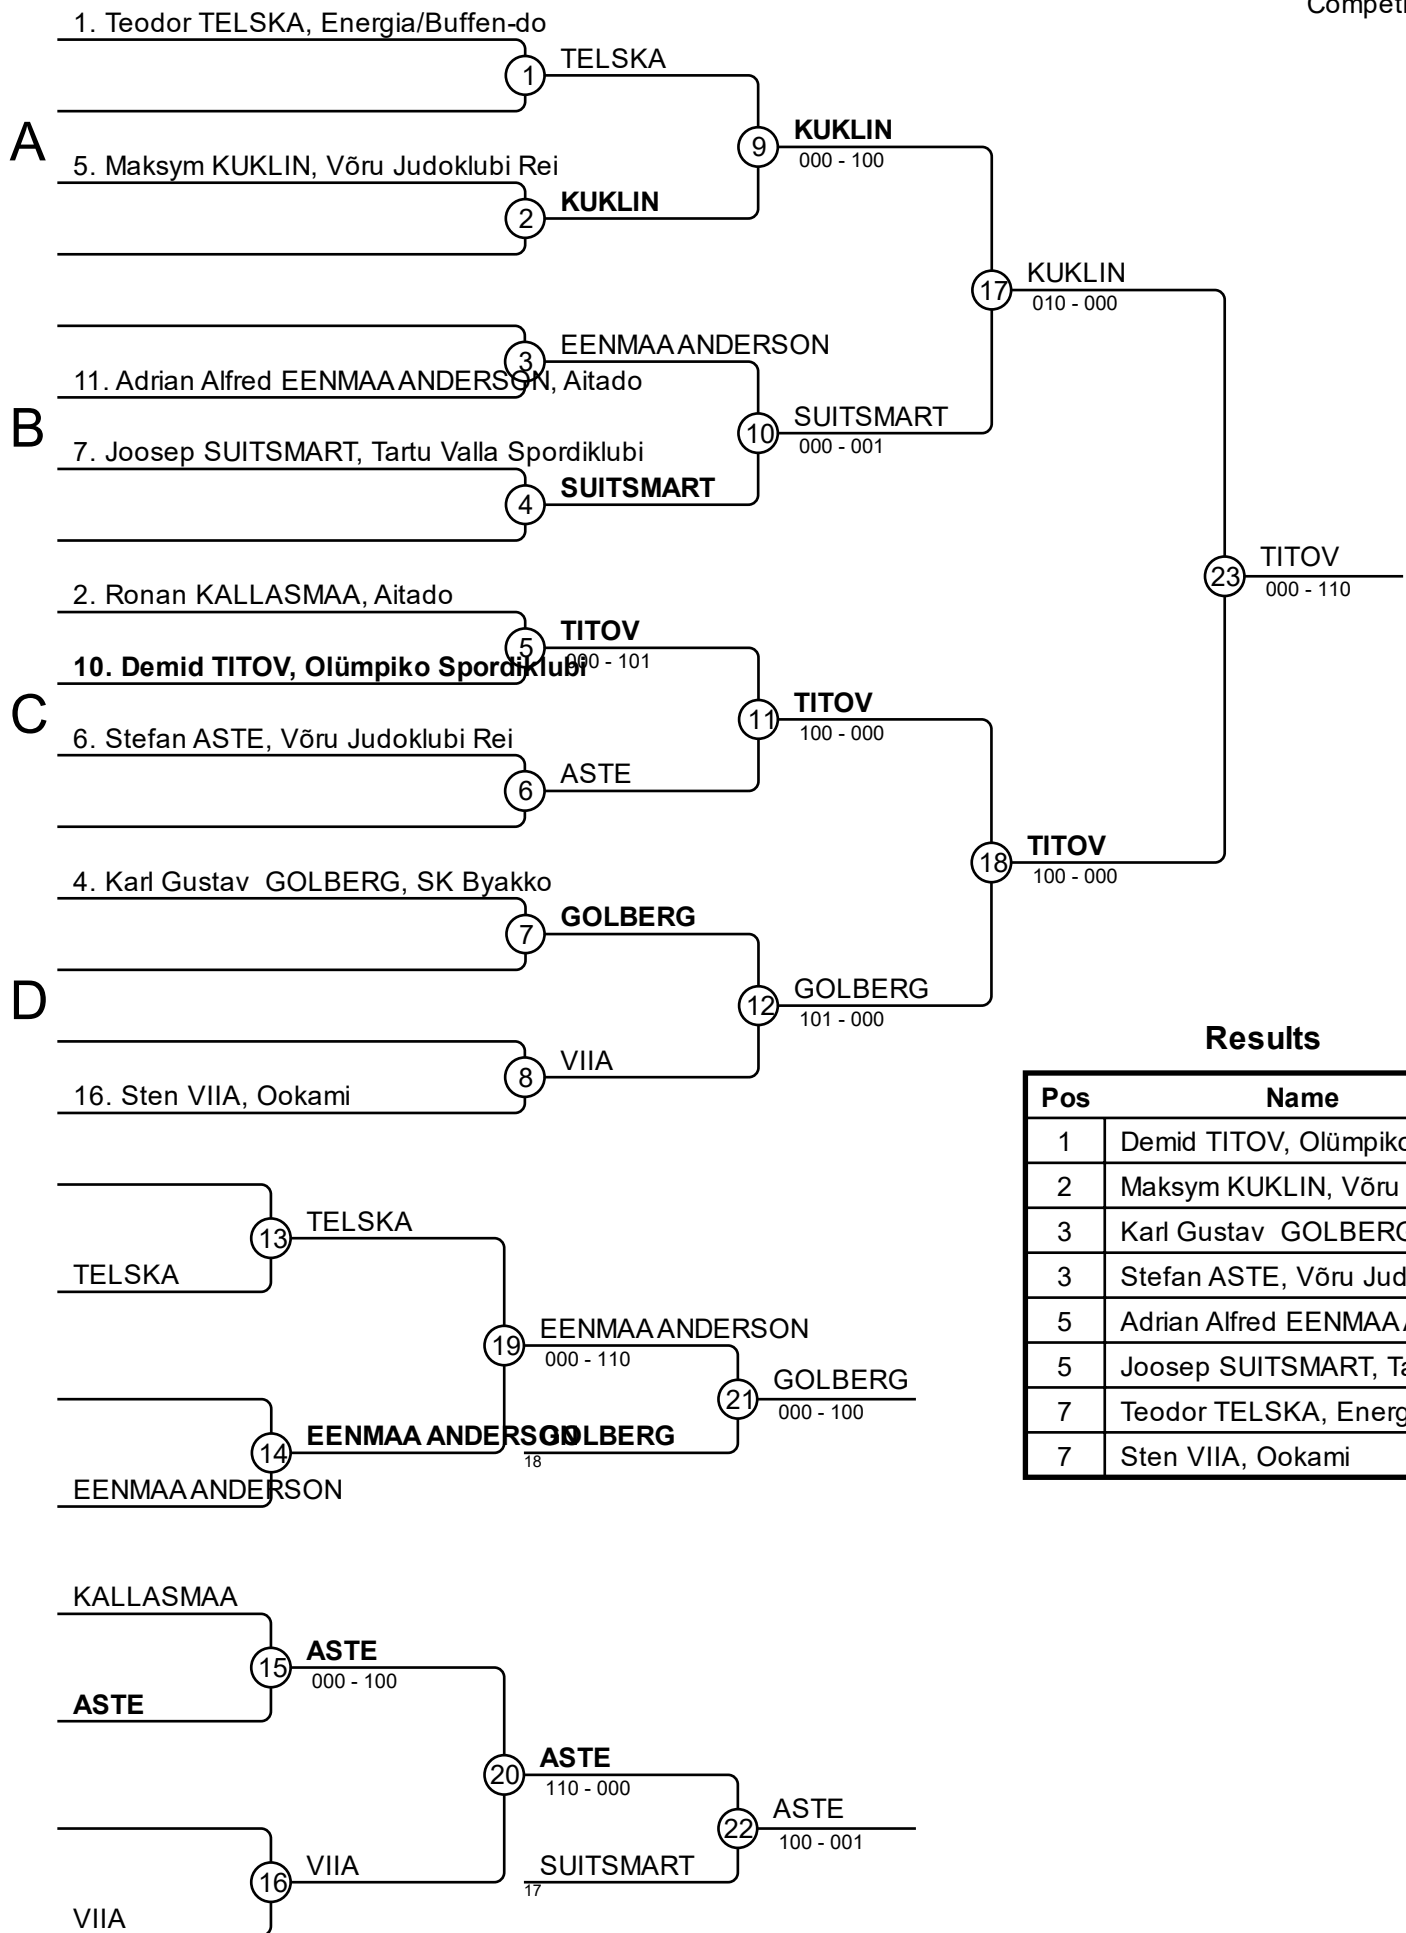 Competi
1. Teodor TELSKA, Energia/Buffen-do
1
TELSKA
A
9
KUKLIN
000 - 100
5. Maksym KUKLIN, Võru Judoklubi Rei
2
KUKLIN
17
KUKLIN
010 - 000
3
EENMAA ANDERSON
11. Adrian Alfred EENMAA ANDERSON, Aitado
B
10
SUITSMART
000 - 001
7. Joosep SUITSMART, Tartu Valla Spordiklubi
4
SUITSMART
23
TITOV
000 - 110
2. Ronan KALLASMAA, Aitado
5
TITOV
000 - 101
10. Demid TITOV, Olümpiko Spordiklubi
C
11
TITOV
100 - 000
6. Stefan ASTE, Võru Judoklubi Rei
6
ASTE
18
TITOV
100 - 000
4. Karl Gustav  GOLBERG, SK Byakko
7
GOLBERG
D
12
GOLBERG
101 - 000
8
VIIA
16. Sten VIIA, Ookami
Results
Pos Name
1 Demid TITOV, Olümpiko
2 Maksym KUKLIN, Võru
3 Karl Gustav  GOLBERG
3 Stefan ASTE, Võru Jud
5 Adrian Alfred EENMAA
5 Joosep SUITSMART, Ta
7 Teodor TELSKA, Energ
7 Sten VIIA, Ookami
13
TELSKA
TELSKA
19
EENMAA ANDERSON
000 - 110
21
GOLBERG
000 - 100
14
EENMAA ANDERSON
GOLBERG
18
EENMAA ANDERSON
KALLASMAA
15
ASTE
000 - 100
ASTE
20
ASTE
110 - 000
22
ASTE
100 - 001
16
VIIA
SUITSMART
17
VIIA